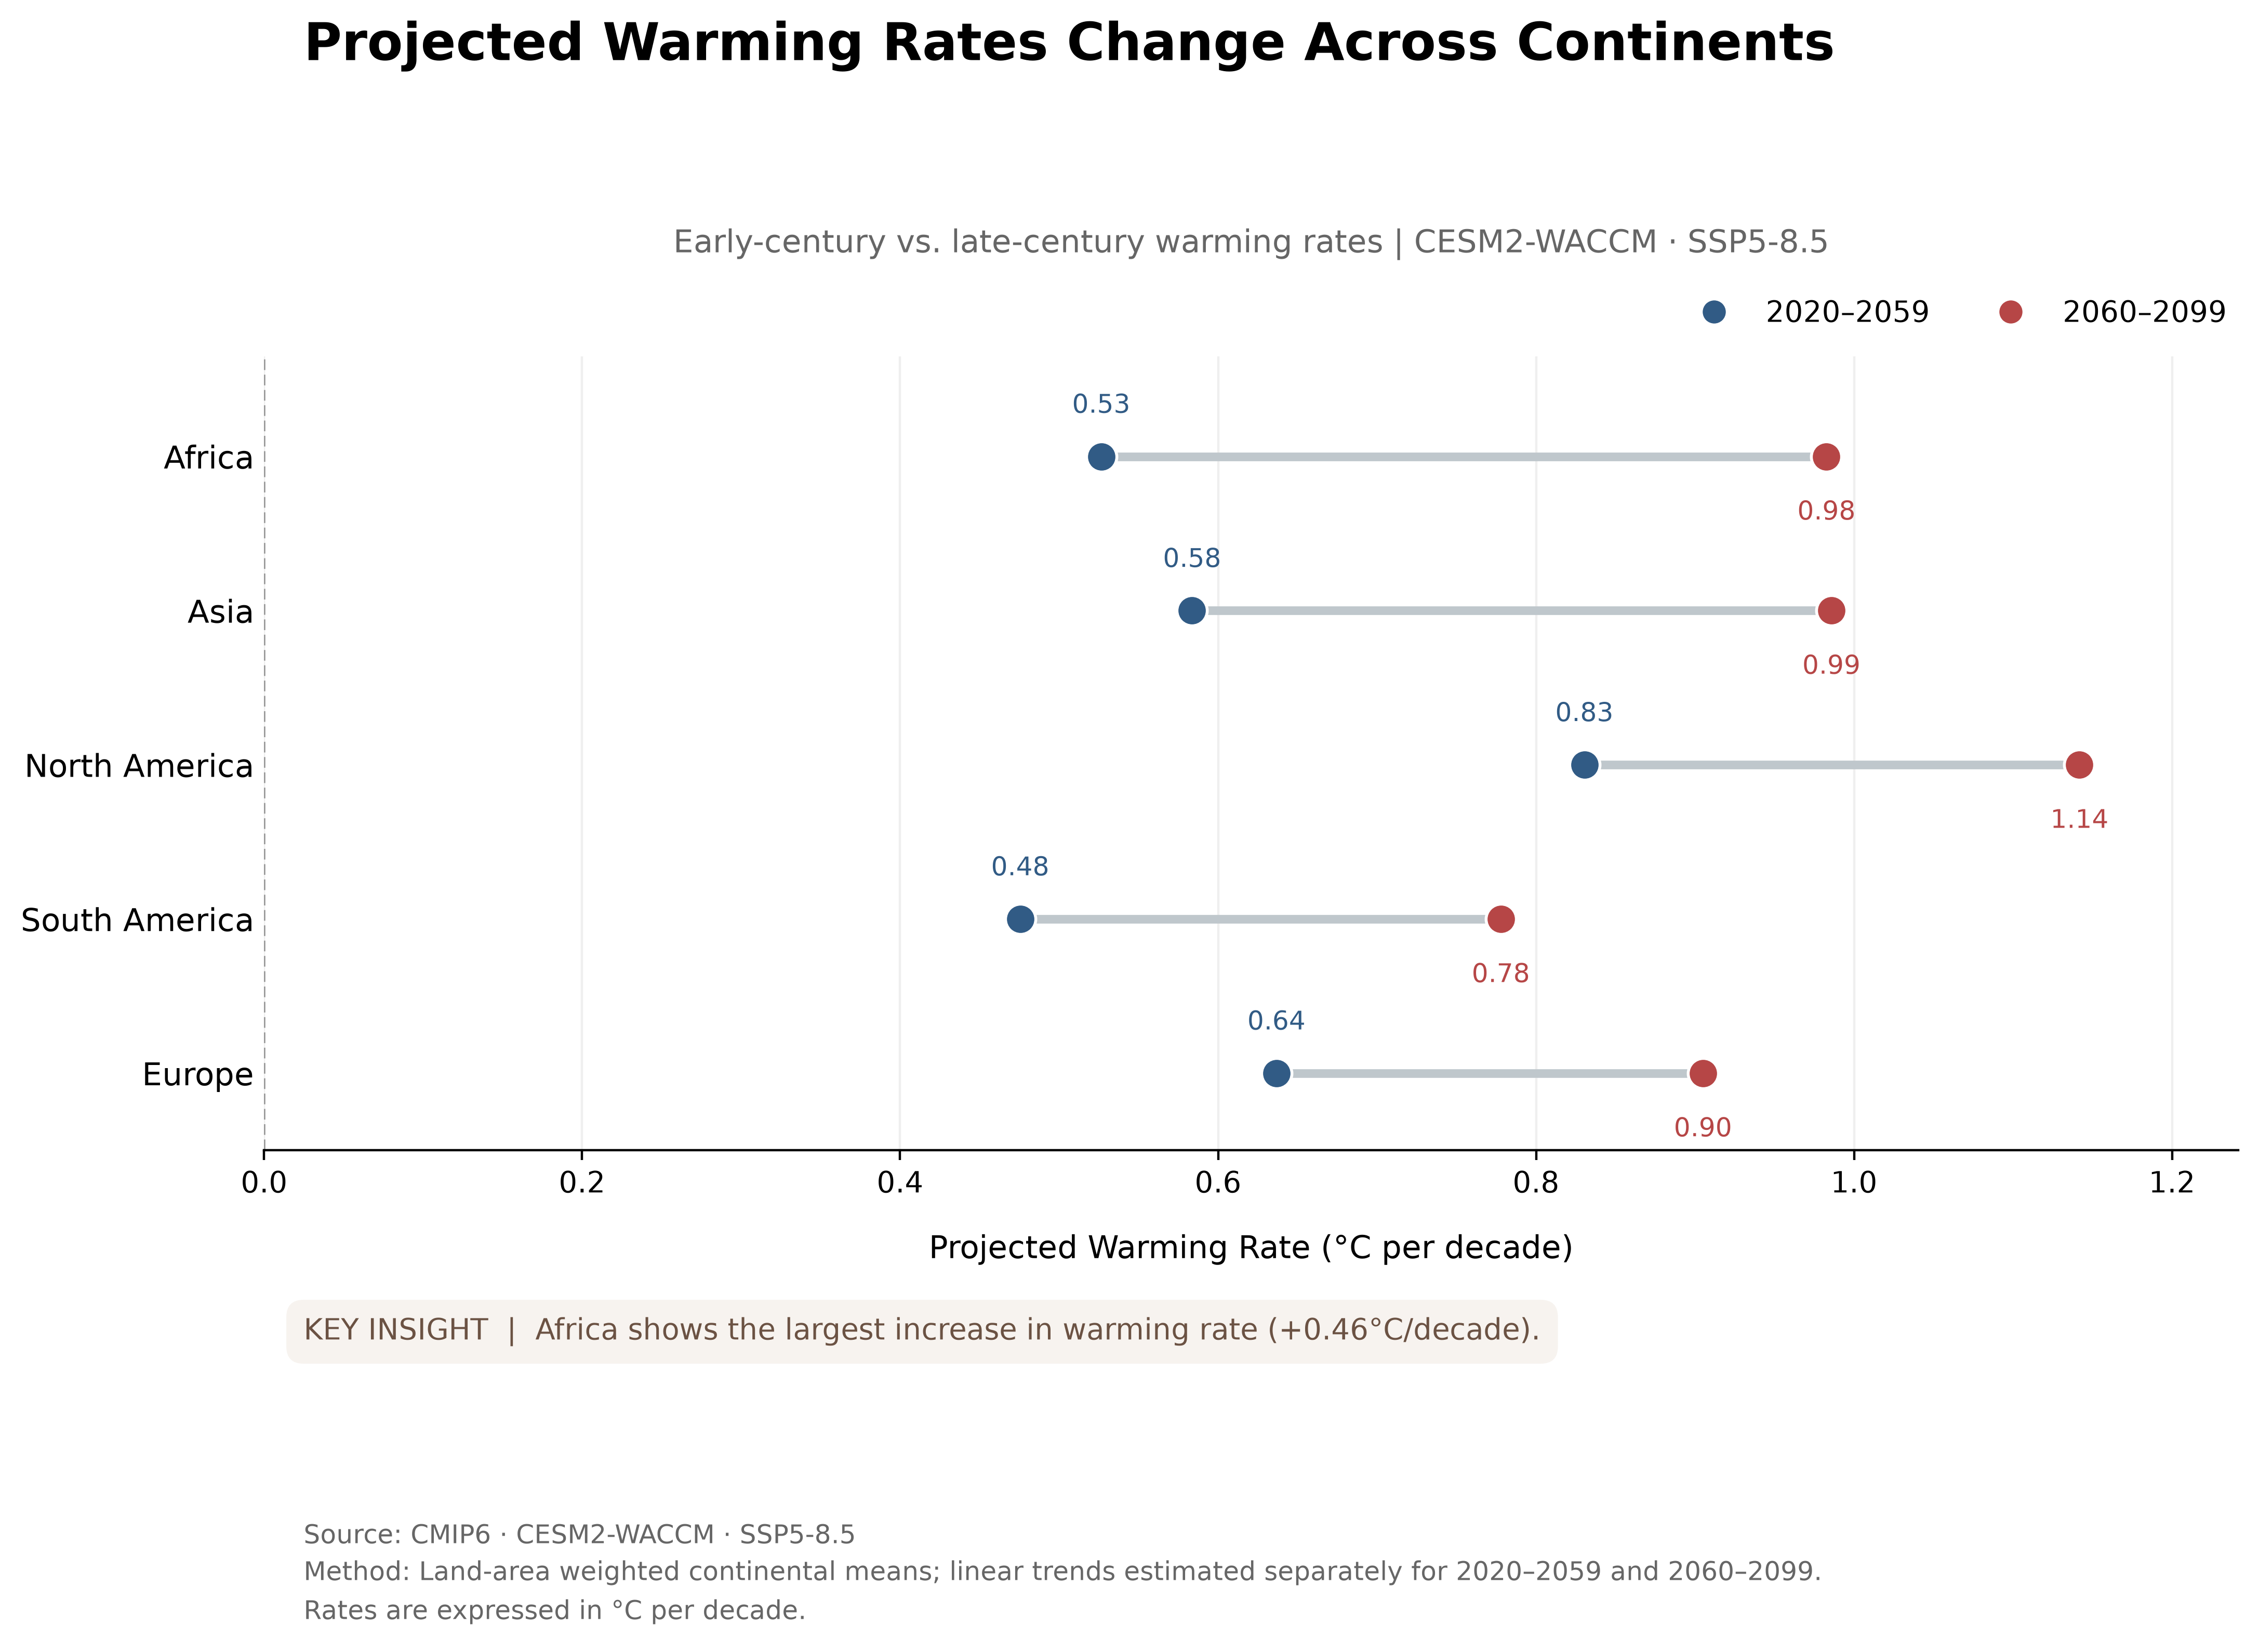 Projected Warming Rates Change Across Continents
Early-century vs. late-century warming rates | CESM2-WACCM · SSP5-8.5
2020–2059 2060–2099
0.53
Africa
0.98
0.58
Asia
0.99
0.83
North America
1.14
0.48
South America
0.78
0.64
Europe
0.90
0.0 0.2 0.4 0.6 0.8 1.0 1.2
Projected Warming Rate (°C per decade)
KEY INSIGHT | Africa shows the largest increase in warming rate (+0.46°C/decade).
Source: CMIP6 · CESM2-WACCM · SSP5-8.5
Method: Land-area weighted continental means; linear trends estimated separately for 2020–2059 and 2060–2099.
Rates are expressed in °C per decade.